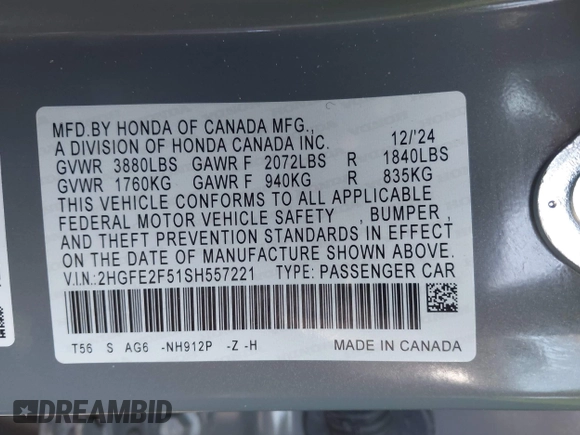 MFD.BY HONDA OF CANADA MFG.,
A DIVISION OF HONDA CANADA INC. 12/'24
GVWR 3880LBS GAWR F 2072LBS R 1840LBS
GVWR 1760KG GAWR F 940KG R 835KG
THIS VEHICLE CONFORMS TO ALL APPLICABLE
FEDERAL MOTOR VEHICLE SAFETY , BUMPER ,
AND THEFT PREVENTION STANDARDS IN EFFECT
ON THE DATE OF MANUFACTURE SHOWN ABOVE.
V.I.N.:2HGFE2F51SH557221 TYPE: PASSENGER CAR
T56 S AG6 -NH912P -Z -H MADE IN CANADA
DREAMBID